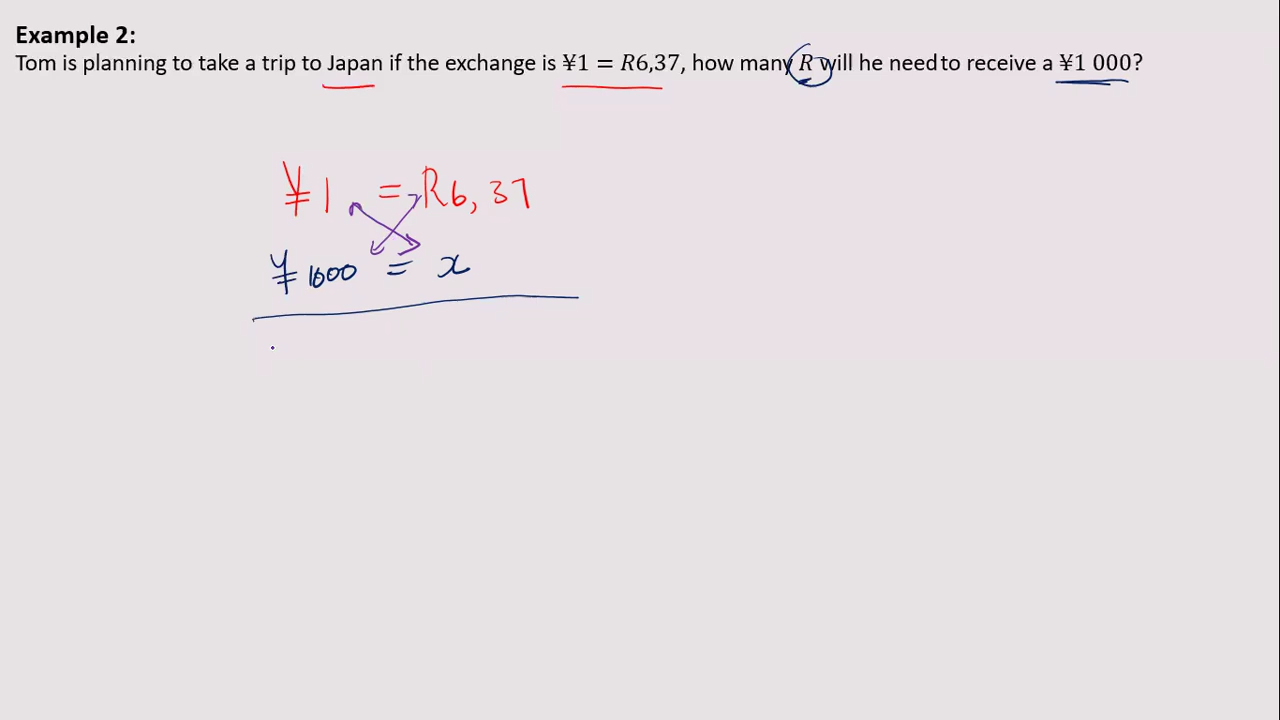 Example 2:
Tom is planning to take a trip to Japan if the exchange is ¥1 = R6,37, how many R will he need to receive a ¥1 000?
¥1 = R6,37
¥1000 = x